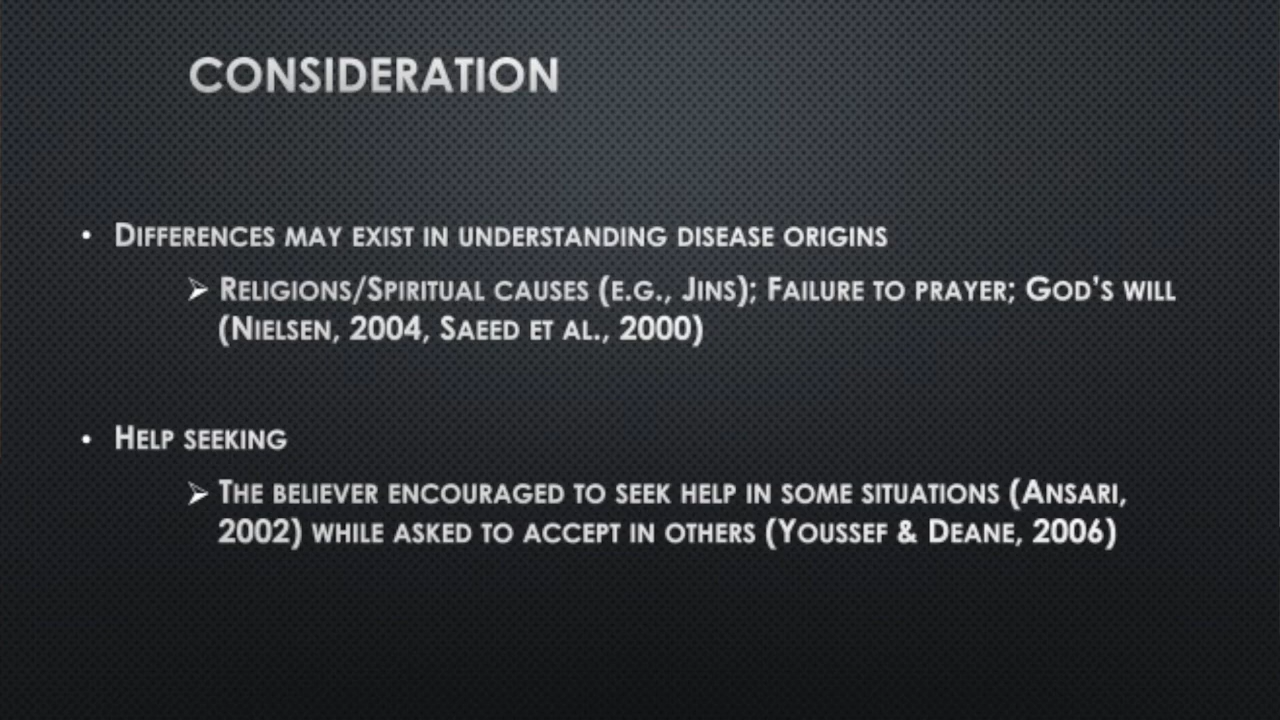 CONSIDERATION
• DIFFERENCES MAY EXIST IN UNDERSTANDING DISEASE ORIGINS
➢ RELIGIONS/SPIRITUAL CAUSES (E.G., JINS); FAILURE TO PRAYER; GOD'S WILL
(NIELSEN, 2004, SAEED ET AL., 2000)
• HELP SEEKING
➢ THE BELIEVER ENCOURAGED TO SEEK HELP IN SOME SITUATIONS (ANSARI,
2002) WHILE ASKED TO ACCEPT IN OTHERS (YOUSSEF & DEANE, 2006)